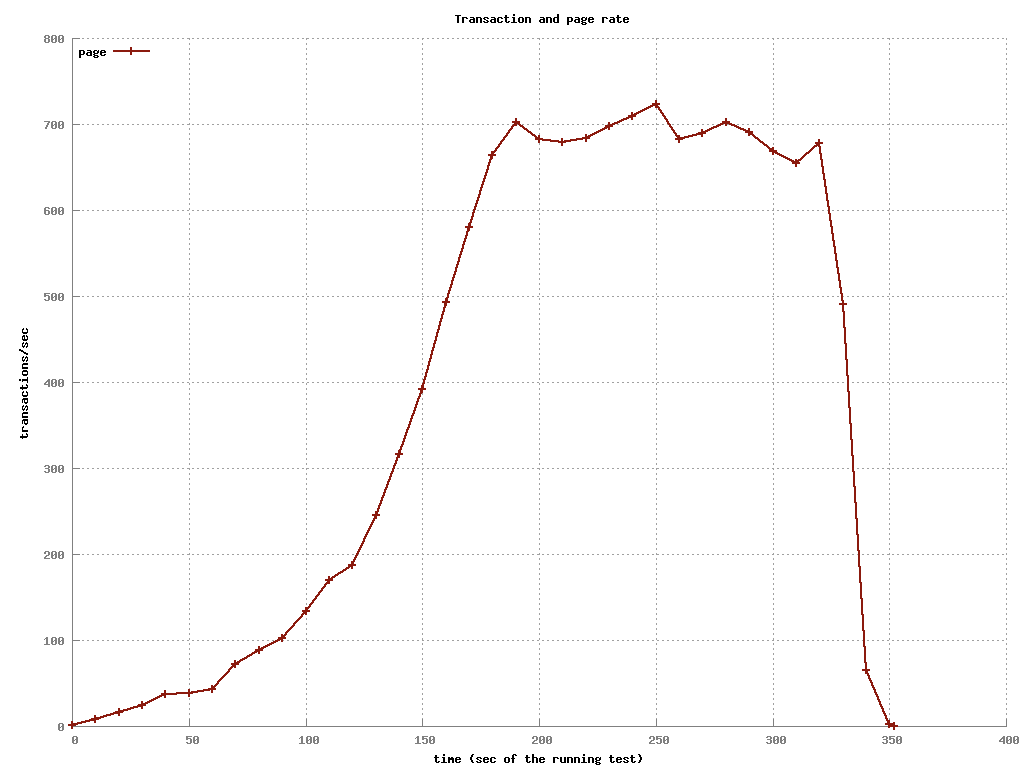 Transaction and page rate
800
page
700
600
500
400
300
200
100
0
transactions/sec
0 50 100 150 200 250 300 350 400
time (sec of the running test)